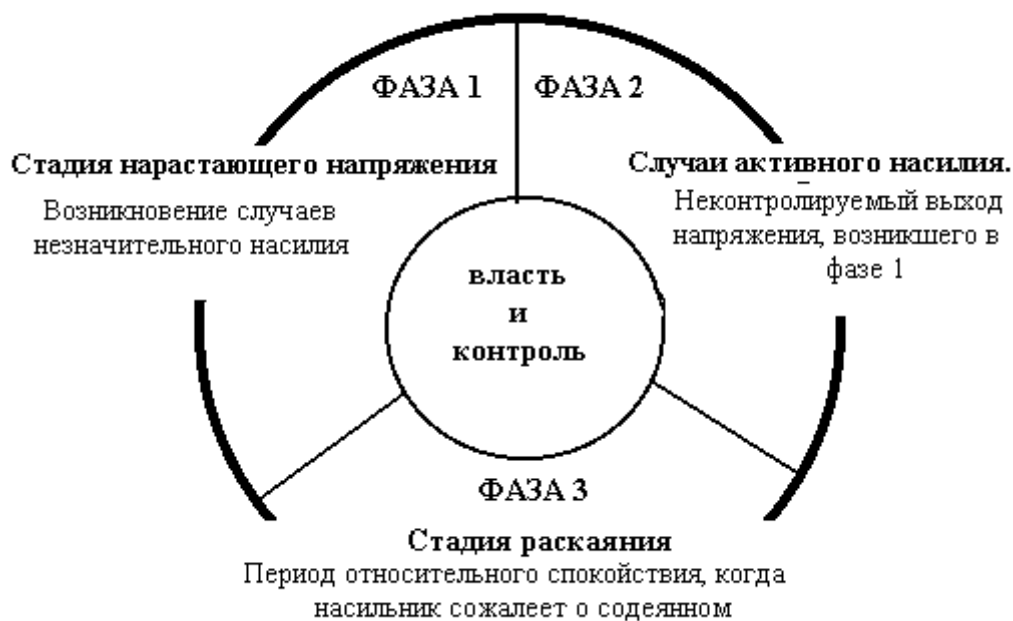 ФАЗА 1
Стадия нарастающего напряжения
Возникновение случаев
незначительного насилия
ФАЗА 2
Случаи активного насилия.
Неконтролируемый выход
напряжения, возникшего в
фазе 1
власть
и
контроль
ФАЗА 3
Стадия раскаяния
Период относительного спокойствия, когда
насильник сожалеет о содеянном